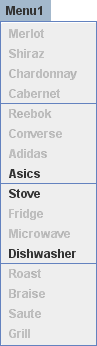 Menu1
Merlot
Shiraz
Chardonnay
Cabernet
Reebok
Converse
Adidas
Asics
Stove
Fridge
Microwave
Dishwasher
Roast
Braise
Saute
Grill